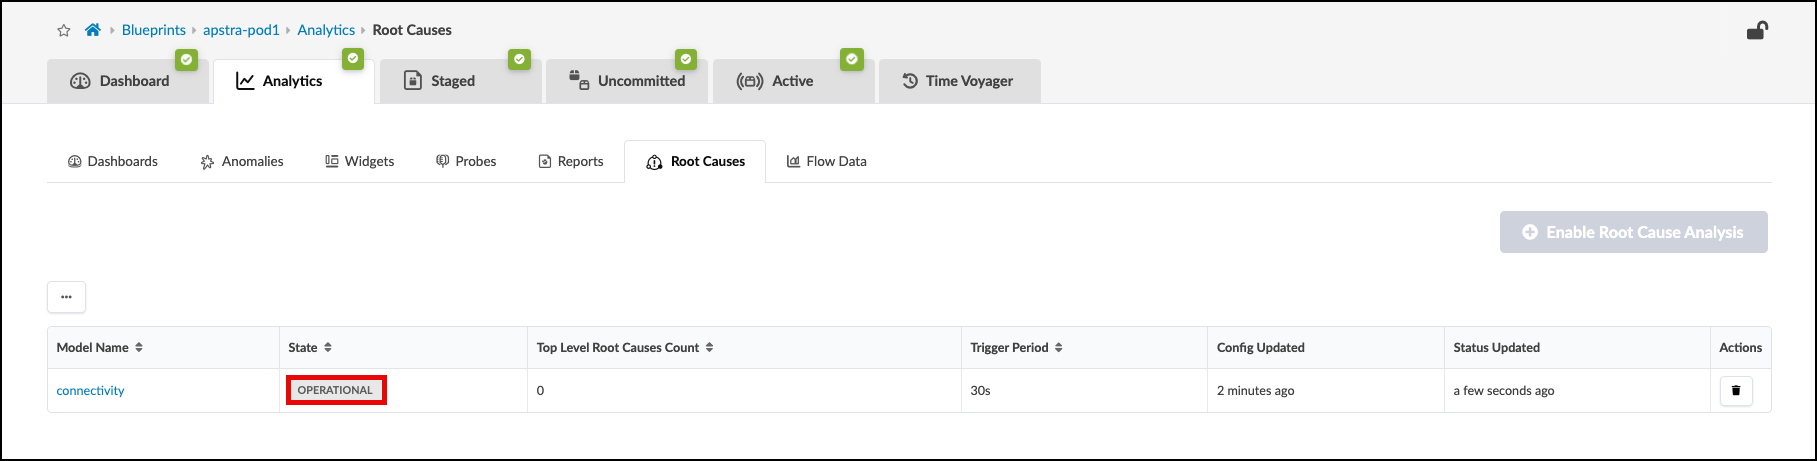 Blueprints apstra-pod1 Analytics Root Causes
Dashboard Analytics Staged Uncommitted Active Time Voyager
Dashboards Anomalies Widgets Probes Reports Root Causes Flow Data
Enable Root Cause Analysis
...
Model Name State Top Level Root Causes Count Trigger Period Config Updated Status Updated Actions
connectivity OPERATIONAL 0 30s 2 minutes ago a few seconds ago